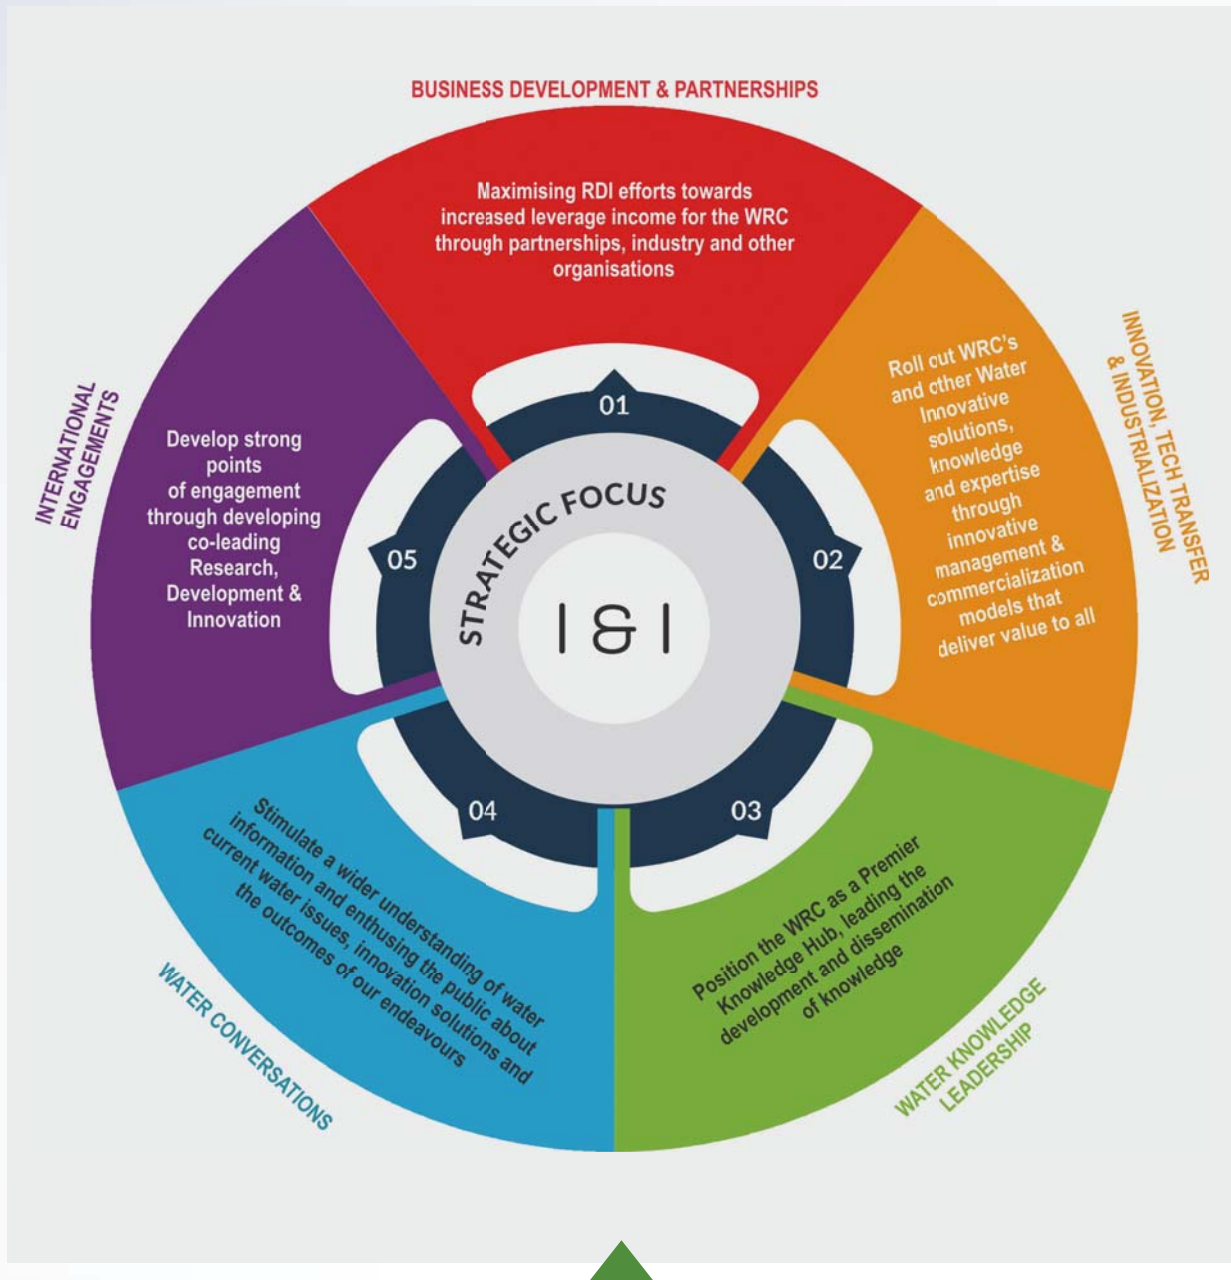 BUSINESS DEVELOPMENT & PARTNERSHIPS
Maximising RDI efforts towards
increased leverage income for the WRC
through partnerships, industry and other
organisations
01
INNOVATION, TECH TRANSFER
& INDUSTRIALIZATION
Roll out WRC's
and other Water
Innovative
solutions,
knowledge
and expertise
through
innovative
management &
commercialization
models that
deliver value to all
02
WATER KNOWLEDGE
LEADERSHIP
Position the WRC as a Premier
Knowledge Hub, leading the
development and dissemination
of knowledge
03
WATER CONVERSATIONS
Stimulate a wider understanding of water
information and enthusing the public about
current water issues, innovation solutions and
the outcomes of our endeavours
04
INTERNATIONAL
ENGAGEMENTS
Develop strong
points
of engagement
through developing
co-leading
Research,
Development &
Innovation
05
STRATEGIC FOCUS
I & I